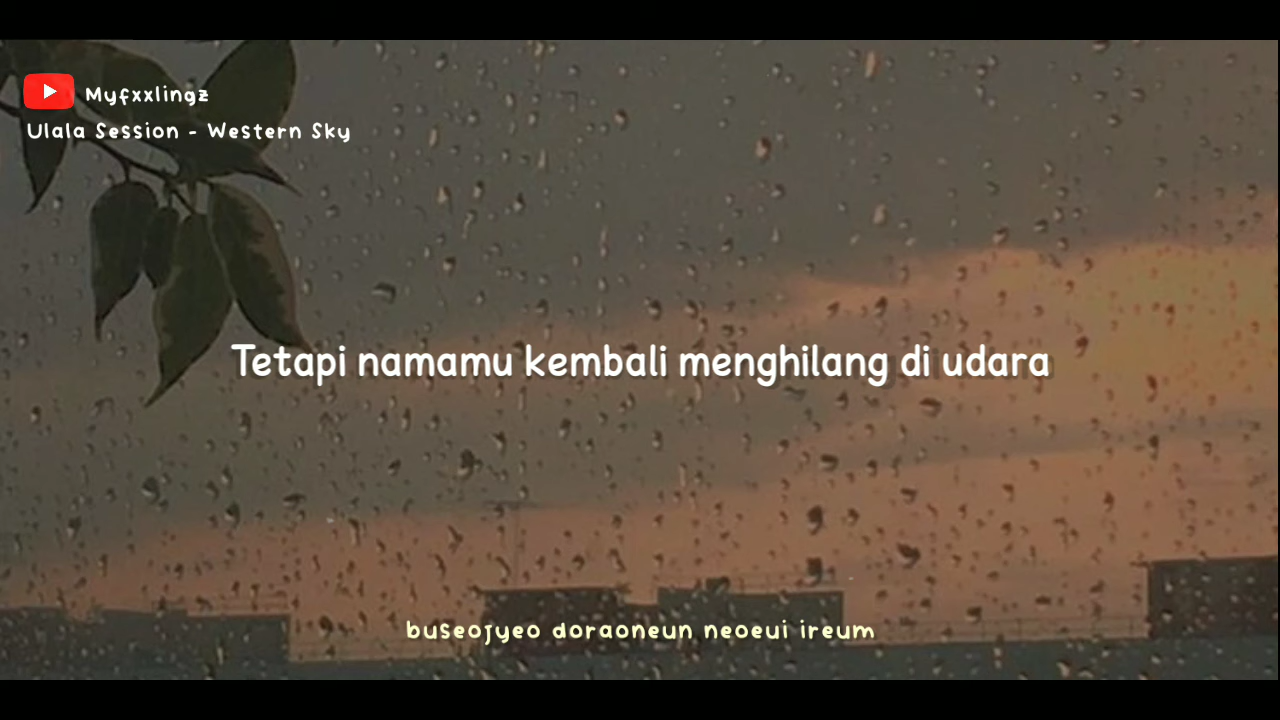 Myfxxlingz
Ulala Session - Western Sky
Tetapi namamu kembali menghilang di udara
buseojyeo doraoneun neoeui ireum